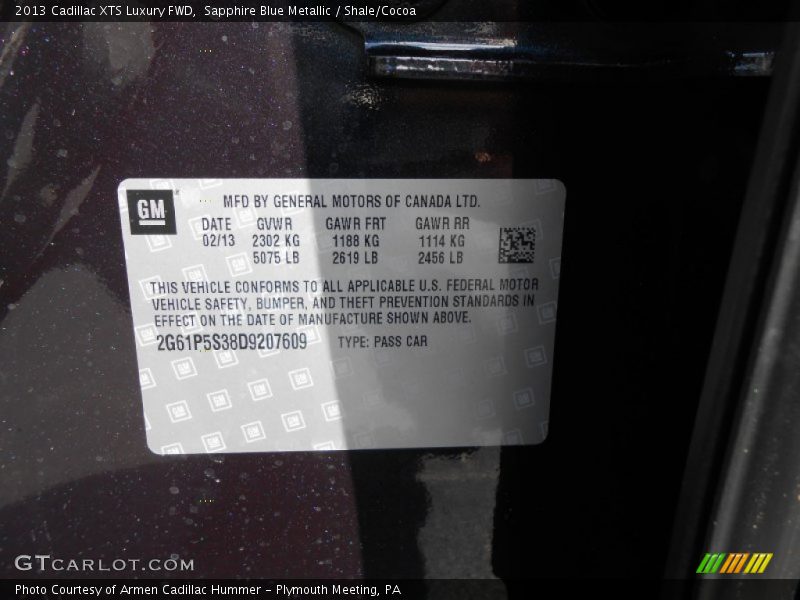 2013 Cadillac XTS Luxury FWD, Sapphire Blue Metallic / Shale/Cocoa
GM
MFD BY GENERAL MOTORS OF CANADA LTD.
DATE GVWR GAWR FRT GAWR RR
02/13 2302 KG 1188 KG 1114 KG
5075 LB 2619 LB 2456 LB
THIS VEHICLE CONFORMS TO ALL APPLICABLE U.S. FEDERAL MOTOR
VEHICLE SAFETY, BUMPER, AND THEFT PREVENTION STANDARDS IN
EFFECT ON THE DATE OF MANUFACTURE SHOWN ABOVE.
2G61P5S38D9207609 TYPE: PASS CAR
GTCARLOT.COM
Photo Courtesy of Armen Cadillac Hummer - Plymouth Meeting, PA